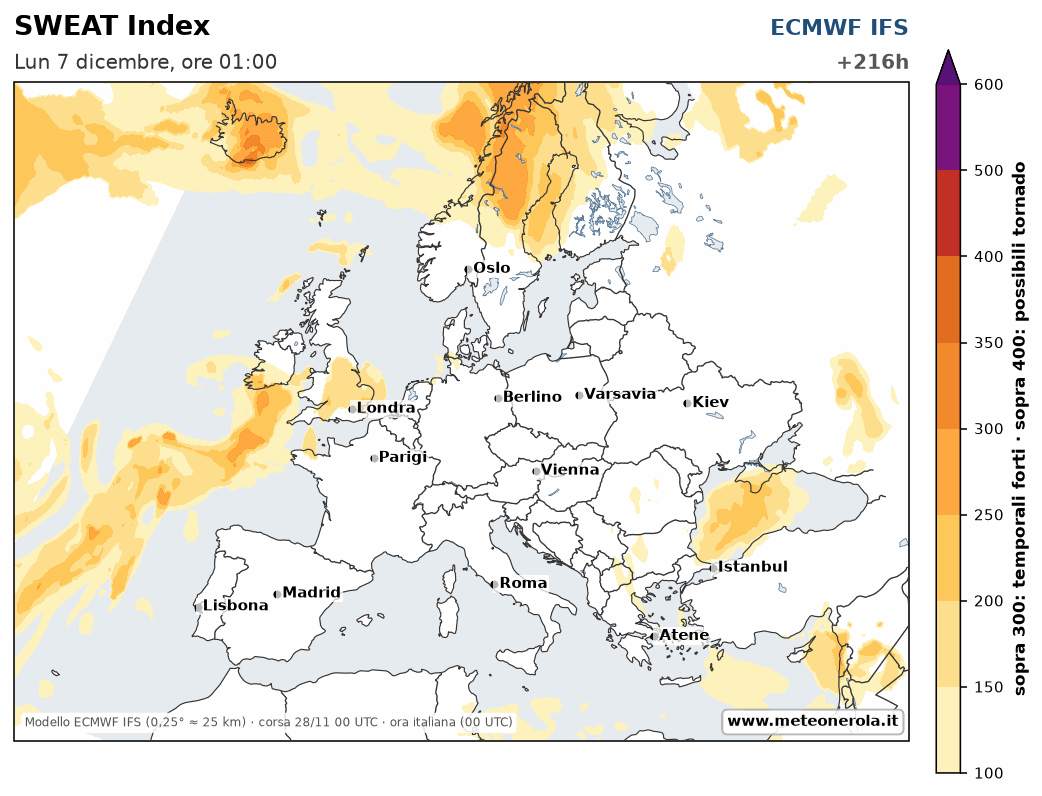 SWEAT Index
ECMWF IFS
Lun 7 dicembre, ore 01:00
+216h
600
500
400
350
300
250
200
150
100
sopra 300: temporali forti · sopra 400: possibili tornado
Oslo
Londra
Berlino
Varsavia
Kiev
Parigi
Vienna
Istanbul
Roma
Madrid
Lisbona
Atene
Modello ECMWF IFS (0,25° ≈ 25 km) · corsa 28/11 00 UTC · ora italiana (00 UTC)
www.meteonerola.it